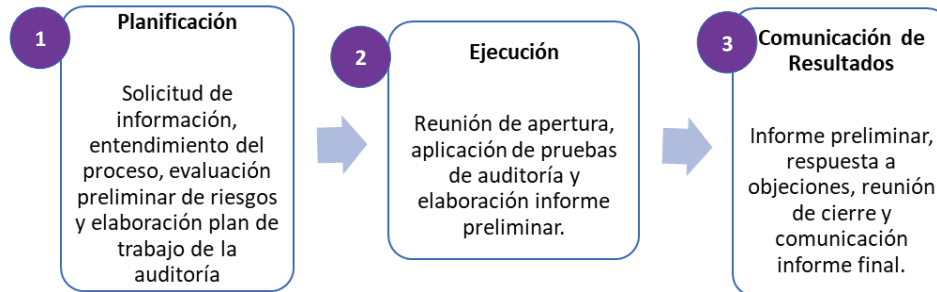 1
Planificación
Solicitud de
información,
entendimiento del
proceso, evaluación
preliminar de riesgos
y elaboración plan de
trabajo de la
auditoría
2
Ejecución
Reunión de apertura,
aplicación de pruebas
de auditoría y
elaboración informe
preliminar.
3
Comunicación de
Resultados
Informe preliminar,
respuesta a
objeciones, reunión
de cierre y
comunicación
informe final.